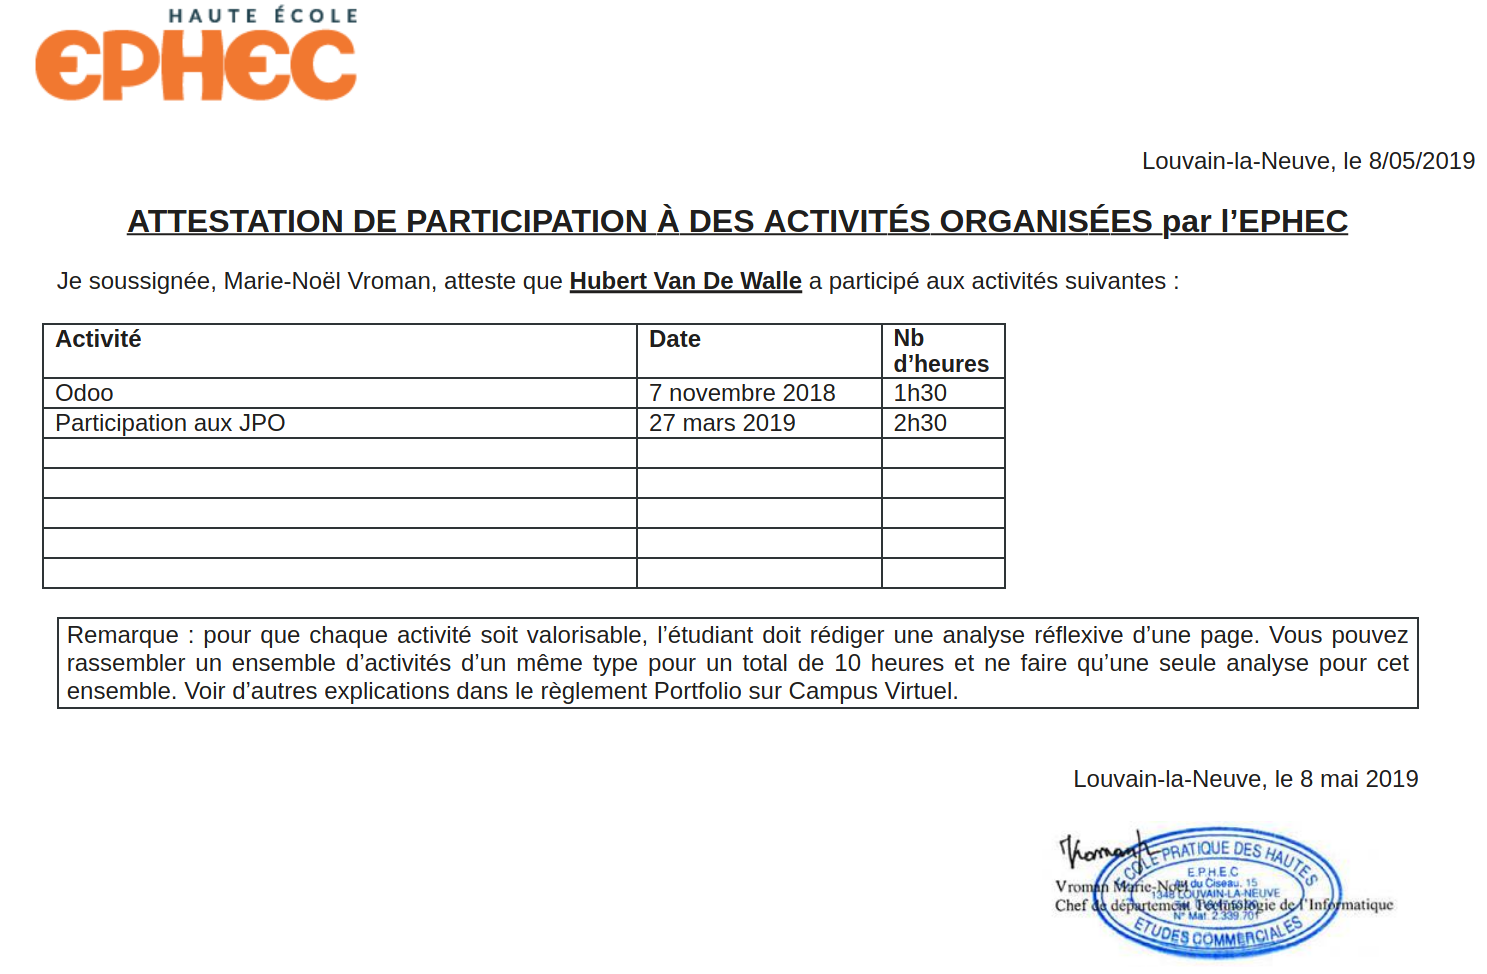 HAUTE ÉCOLE
EPHEC
Louvain-la-Neuve, le 8/05/2019
ATTESTATION DE PARTICIPATION À DES ACTIVITÉS ORGANISÉES par l’EPHEC
Je soussignée, Marie-Noël Vroman, atteste que Hubert Van De Walle a participé aux activités suivantes :
Activité Date Nb d’heures
Odoo 7 novembre 2018 1h30
Participation aux JPO 27 mars 2019 2h30
Remarque : pour que chaque activité soit valorisable, l’étudiant doit rédiger une analyse réflexive d’une page. Vous pouvez
rassembler un ensemble d’activités d’un même type pour un total de 10 heures et ne faire qu’une seule analyse pour cet
ensemble. Voir d’autres explications dans le règlement Portfolio sur Campus Virtuel.
Louvain-la-Neuve, le 8 mai 2019
ECOLE PRATIQUE DES HAUTES
E.P.H.E.C
Av du Ciseau, 15
1348 LOUVAIN-LA-NEUVE
N° Mat. 2.339.701
ETUDES COMMERCIALES
Vroman Marie-Noël
Chef de département Technologie de l’Informatique